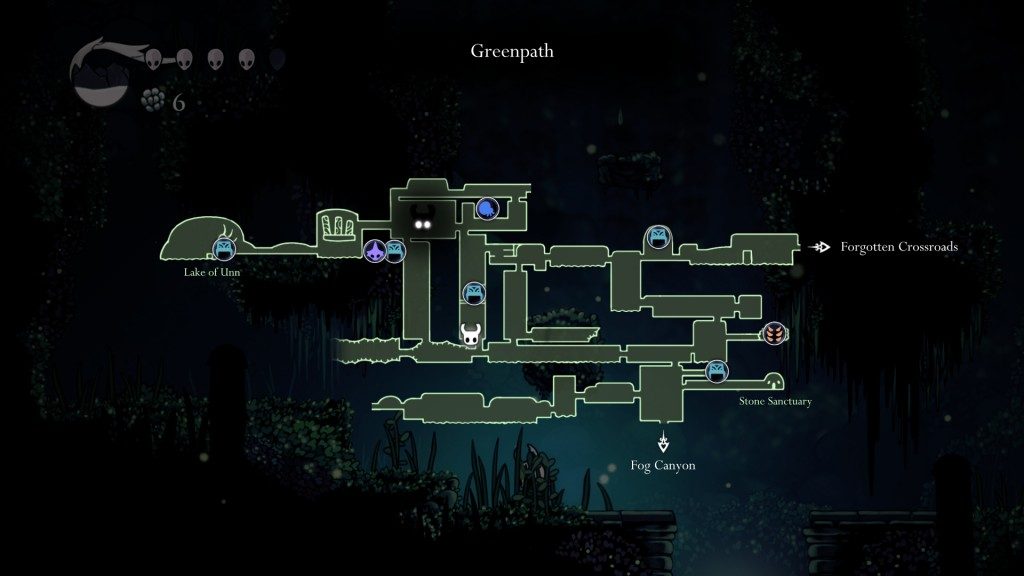 Greenpath
6
Forgotten Crossroads
Lake of Unn
Stone Sanctuary
Fog Canyon